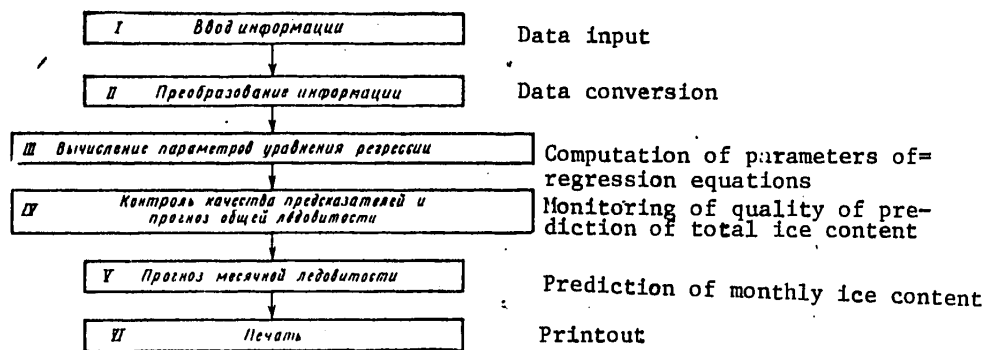 I Ввод информации Data input
II Преобразование информации Data conversion
III Вычисление параметров уравнения регрессии Computation of parameters of=
regression equations
IV Контроль качества предсказателей и
прогноз общей ледовитости
Monitoring of quality of pre-
diction of total ice content
V Прогноз месячной ледовитости Prediction of monthly ice content
VI Печать Printout